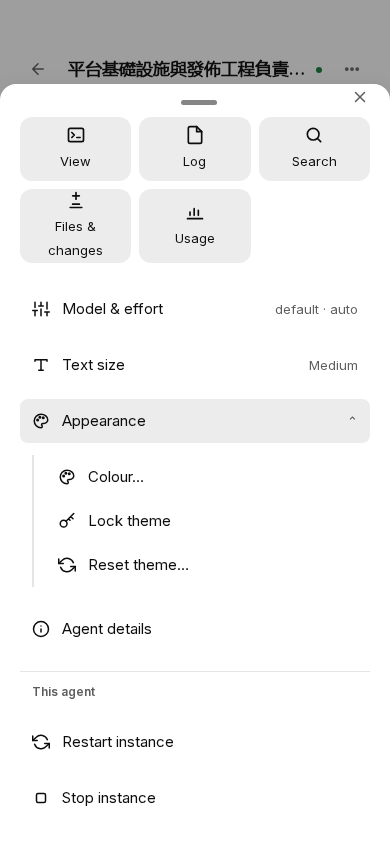 平台基礎設施與發佈工程負責...
View
Log
Search
Files &
changes
Usage
Model & effort
default · auto
Text size
Medium
Appearance
Colour...
Lock theme
Reset theme...
Agent details
This agent
Restart instance
Stop instance